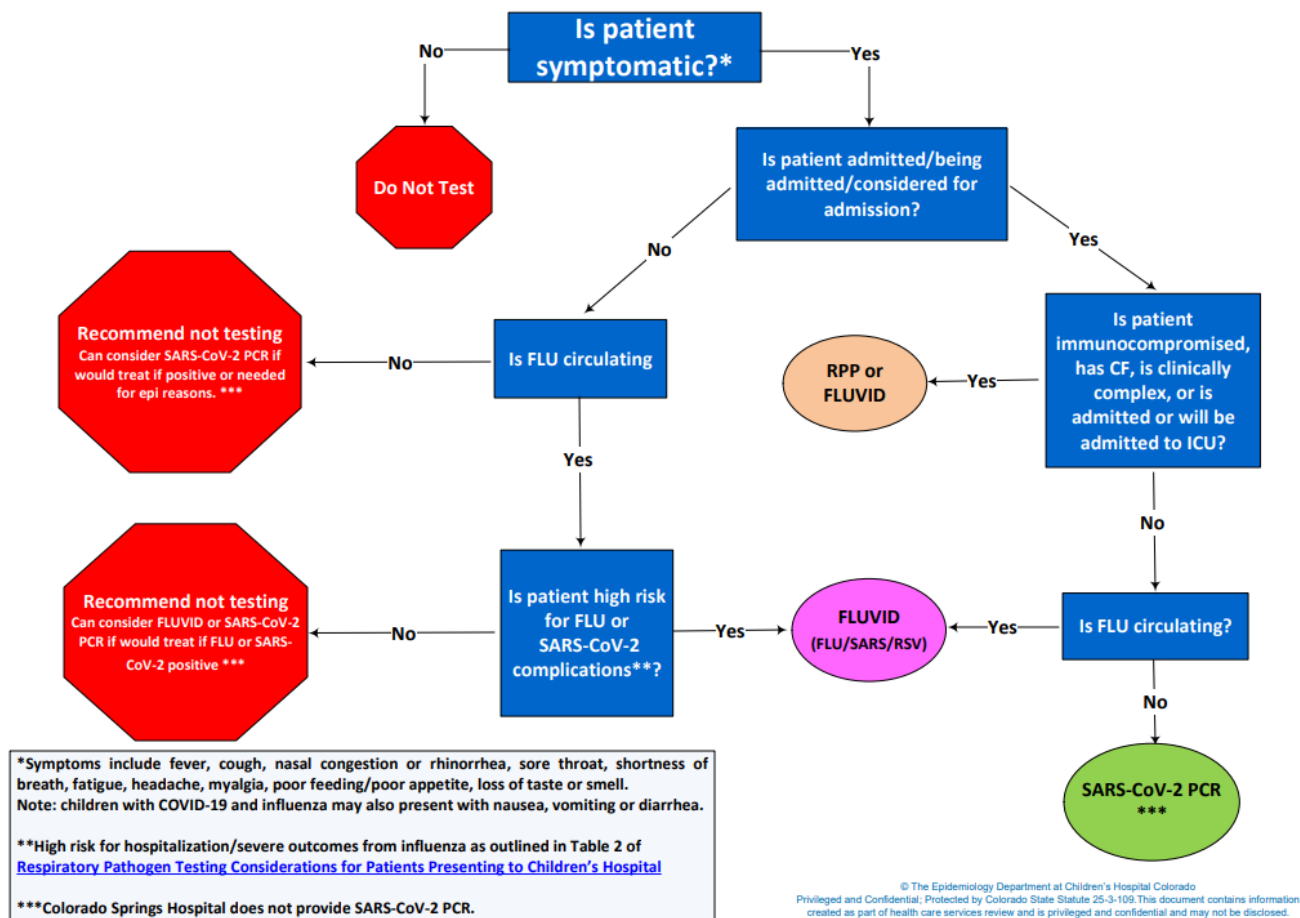 Is patient
symptomatic?*
No
Yes
Do Not Test
Is patient admitted/being
admitted/considered for
admission?
No
Yes
Recommend not testing
Can consider SARS-CoV-2 PCR if
would treat if positive or needed
for epi reasons. ***
No
Is FLU circulating
RPP or
FLUVID
Yes
Is patient
immunocompromised,
has CF, is clinically
complex, or is
admitted or will be
admitted to ICU?
Yes
No
Recommend not testing
Can consider FLUVID or SARS-CoV-2
PCR if would treat if FLU or SARS-
CoV-2 positive ***
No
Is patient high risk
for FLU or
SARS-CoV-2
complications**?
Yes
FLUVID
(FLU/SARS/RSV)
Yes
Is FLU circulating?
No
SARS-CoV-2 PCR
***
*Symptoms include fever, cough, nasal congestion or rhinorrhea, sore throat, shortness of
breath, fatigue, headache, myalgia, poor feeding/poor appetite, loss of taste or smell.
Note: children with COVID-19 and influenza may also present with nausea, vomiting or diarrhea.
**High risk for hospitalization/severe outcomes from influenza as outlined in Table 2 of
Respiratory Pathogen Testing Considerations for Patients Presenting to Children's Hospital
***Colorado Springs Hospital does not provide SARS-CoV-2 PCR.
© The Epidemiology Department at Children's Hospital Colorado
Privileged and Confidential; Protected by Colorado State Statute 25-3-109.This document contains information
created as part of health care services review and is privileged and confidential and may not be disclosed.